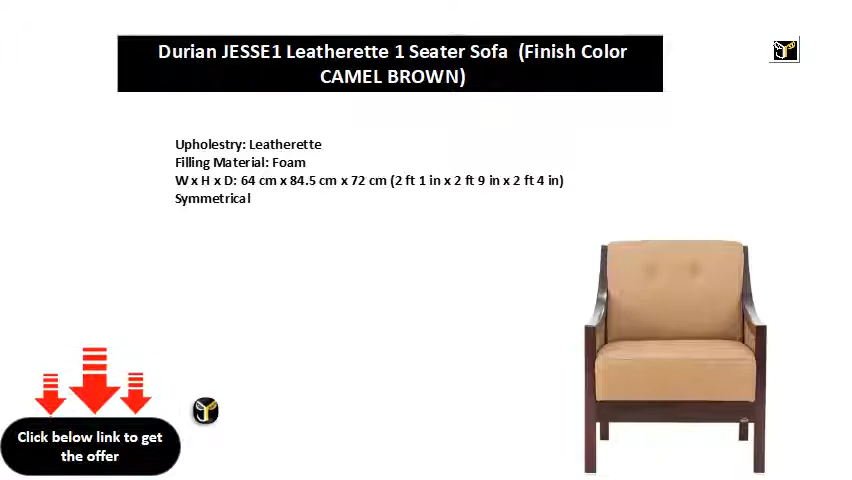 Durian JESSE1 Leatherette 1 Seater Sofa  (Finish Color
CAMEL BROWN)
Upholestry: Leatherette
Filling Material: Foam
W x H x D: 64 cm x 84.5 cm x 72 cm (2 ft 1 in x 2 ft 9 in x 2 ft 4 in)
Symmetrical
Click below link to get
the offer